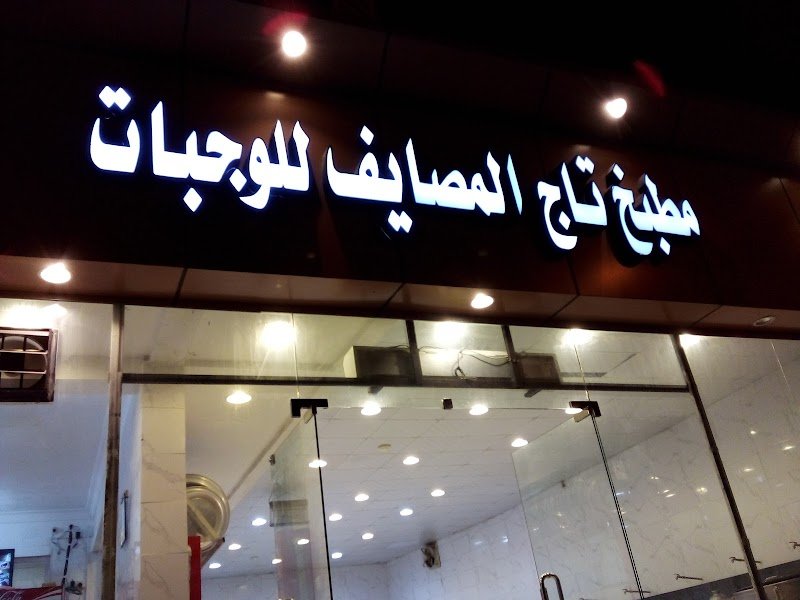 مطبخ تاج المصايف للوجبات